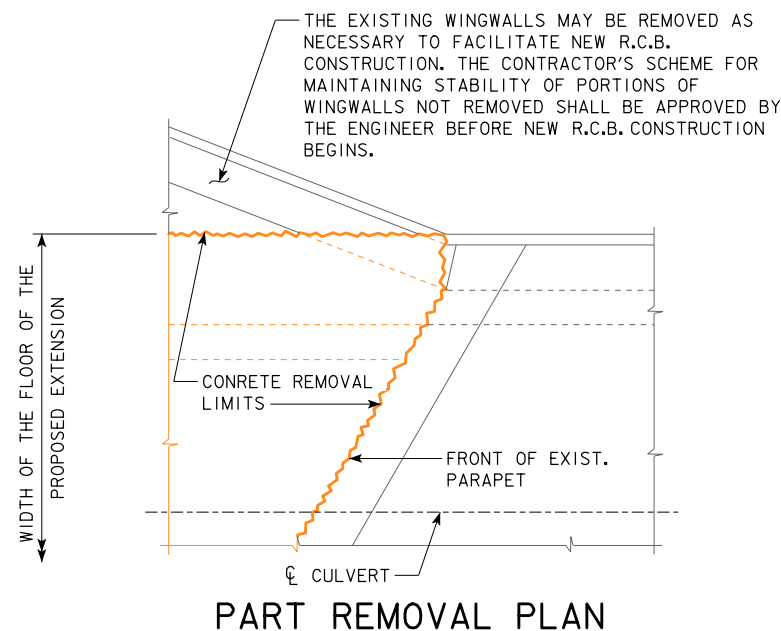 THE EXISTING WINGWALLS MAY BE REMOVED AS
NECESSARY TO FACILITATE NEW R.C.B.
CONSTRUCTION. THE CONTRACTOR'S SCHEME FOR
MAINTAINING STABILITY OF PORTIONS OF
WINGWALLS NOT REMOVED SHALL BE APPROVED BY
THE ENGINEER BEFORE NEW R.C.B. CONSTRUCTION
BEGINS.
WIDTH OF THE FLOOR OF THE
PROPOSED EXTENSION
CONRETE REMOVAL
LIMITS
FRONT OF EXIST.
PARAPET
℄ CULVERT
PART REMOVAL PLAN